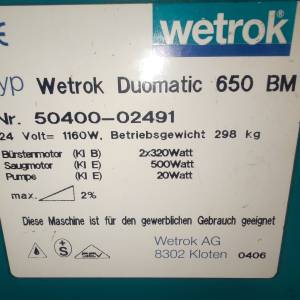 wetrok
Typ Wetrok Duomatic 650 BM
Nr. 50400-02491
24 Volt= 1160W, Betriebsgewicht 298 kg
Bürstenmotor (Kl B) 2x320Watt
Saugmotor (Kl E) 500Watt
Pumpe (Kl E) 20Watt
max. 2%
Diese Maschine ist für den gewerblichen Gebrauch geeignet
+S SEV
Wetrok AG
8302 Kloten 0406